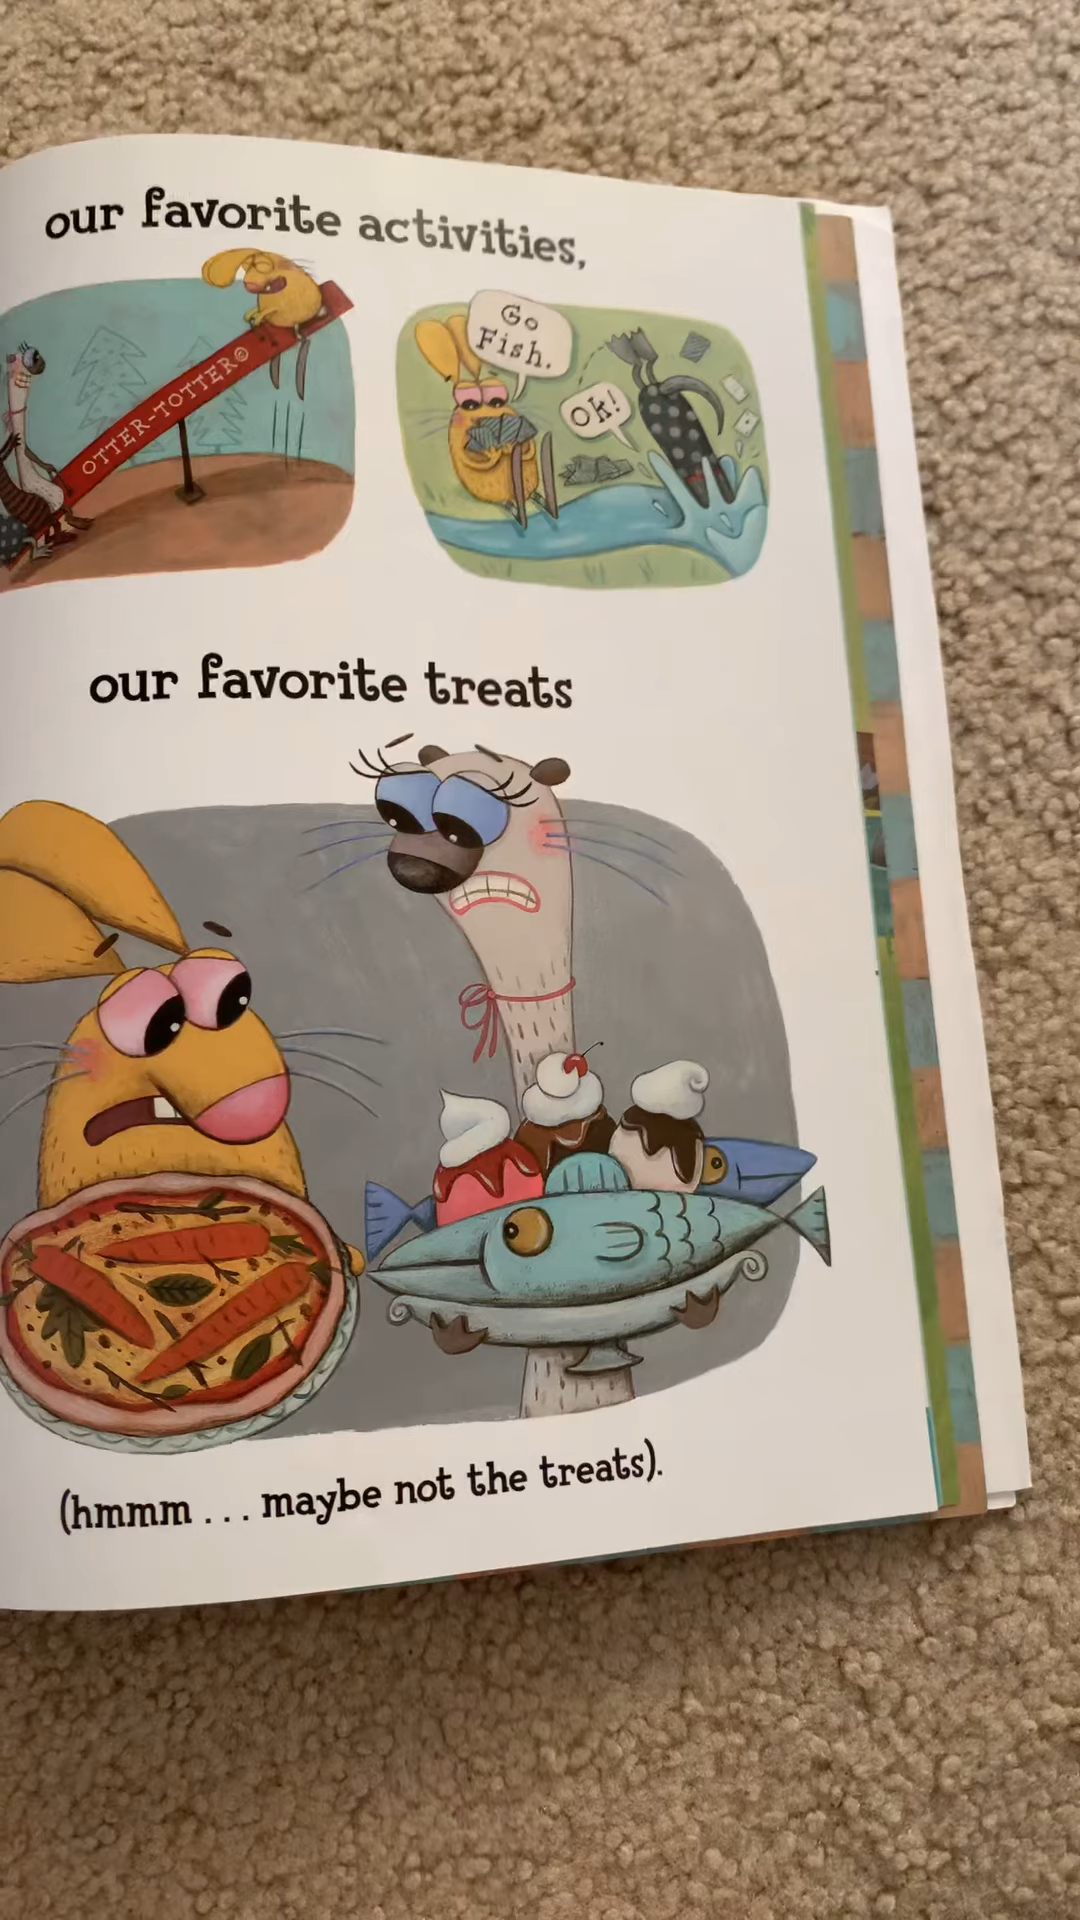 our favorite activities,
OTTER-TOTTER©
Go
Fish.
Ok!
our favorite treats
(hmmm . . . maybe not the treats).